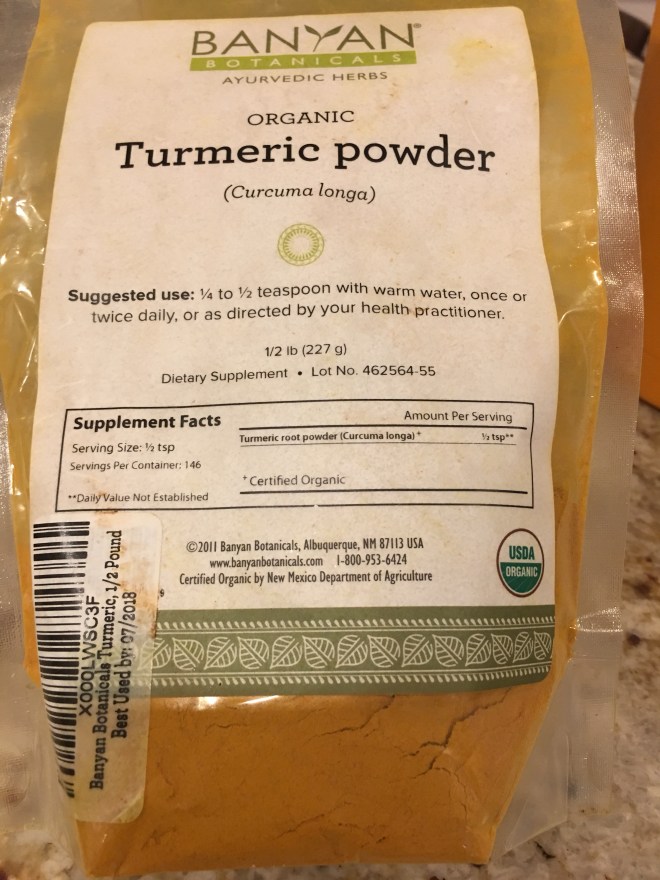 BANYAN®
BOTANICALS
AYURVEDIC HERBS
ORGANIC
Turmeric powder
(Curcuma longa)
Suggested use: ¼ to ½ teaspoon with warm water, once or
twice daily, or as directed by your health practitioner.
1/2 lb (227 g)
Dietary Supplement • Lot No. 462564-55
Supplement Facts
Serving Size: ½ tsp
Servings Per Container: 146
**Daily Value Not Established
Amount Per Serving
Turmeric root powder (Curcuma longa) + ½ tsp**
+ Certified Organic
©2011 Banyan Botanicals, Albuquerque, NM 87113 USA
www.banyanbotanicals.com 1-800-953-6424
Certified Organic by New Mexico Department of Agriculture
USDA
ORGANIC
X000LWSC3F
Banyan Botanicals Turmeric, 1/2 Pound
Best Used by: 07/2018